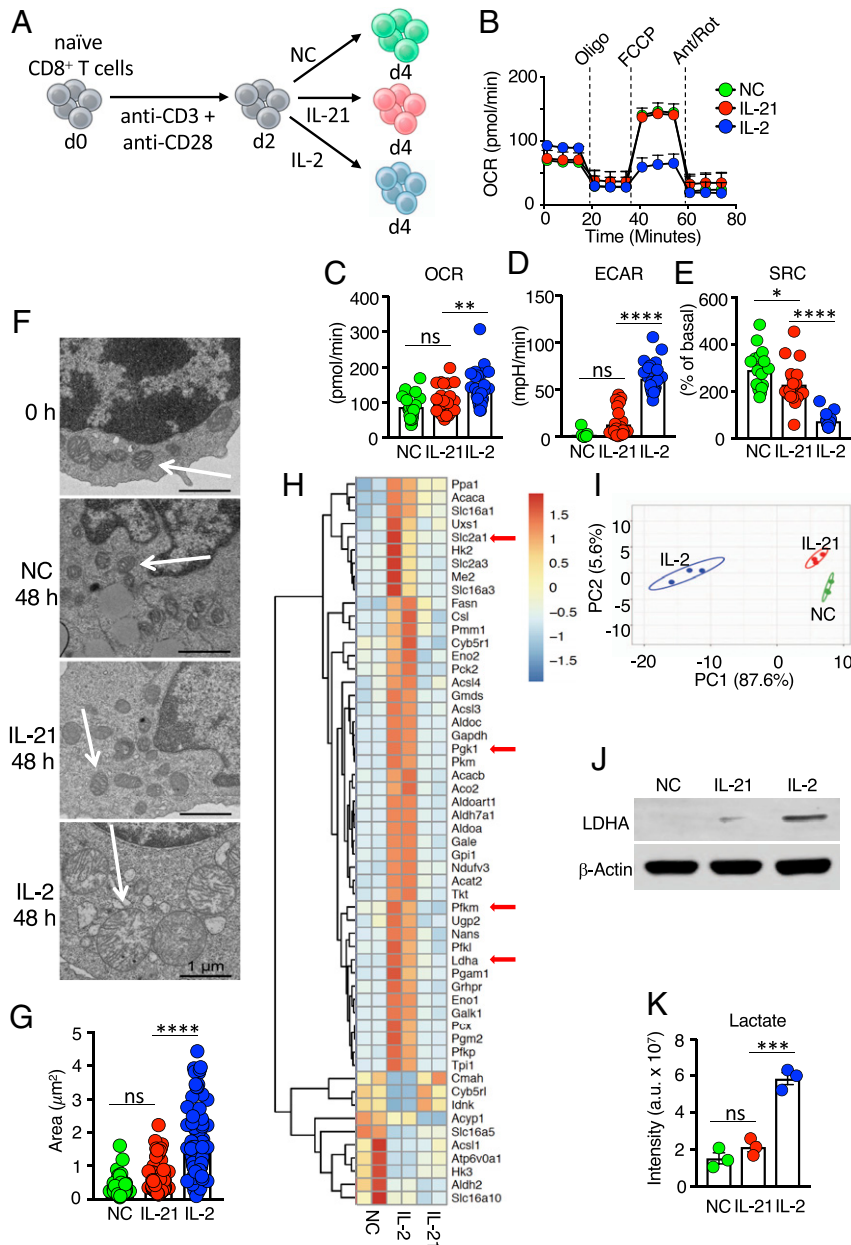 A
naïve
CD8+ T cells
d0
anti-CD3 +
anti-CD28
d2
NC
IL-21
IL-2
d4
d4
d4
B
Oligo
FCCP
Ant/Rot
OCR (pmol/min)
200
150
100
50
0
0 20 40 60 80
Time (Minutes)
NC
IL-21
IL-2
C
OCR
(pmol/min)
400
300
200
100
0
ns
**
NC IL-21 IL-2
D
ECAR
(mpH/min)
150
100
50
0
ns
****
NC IL-21 IL-2
E
SRC
(% of basal)
600
400
200
0
*
****
NC IL-21 IL-2
F
0 h
NC
48 h
IL-21
48 h
IL-2
48 h
1 µm
G
Area (µm²)
5
4
3
2
1
0
ns
****
NC IL-21 IL-2
H
Ppa1
Acaca
Slc16a1
Uxs1
Slc2a1
Hk2
Slc2a3
Me2
Slc16a3
Fasn
Csl
Pmm1
Cyb5r1
Eno2
Pck2
Acsl4
Gmds
Acsl3
Aldoc
Gapdh
Pgk1
Pkm
Acacb
Aco2
Aldoart1
Aldh7a1
Aldoa
Gale
Gpi1
Ndufv3
Acat2
Tkt
Pfkm
Ugp2
Nans
Pfkl
Ldha
Pgam1
Grhpr
Eno1
Galk1
Pcx
Pgm2
Pfkp
Tpi1
Cmah
Cyb5rl
Idnk
Acyp1
Slc16a5
Acsl1
Atp6v0a1
Hk3
Aldh2
Slc16a10
NC
IL-2
IL-21
1.5
1
0.5
0
−0.5
−1
−1.5
I
PC2 (5.6%)
10
5
0
-5
-10
IL-2
IL-21
NC
-20 -10 0 10
PC1 (87.6%)
J
NC IL-21 IL-2
LDHA
β-Actin
K
Lactate
Intensity (a.u. x 10⁷)
8
6
4
2
0
ns
***
NC IL-21 IL-2